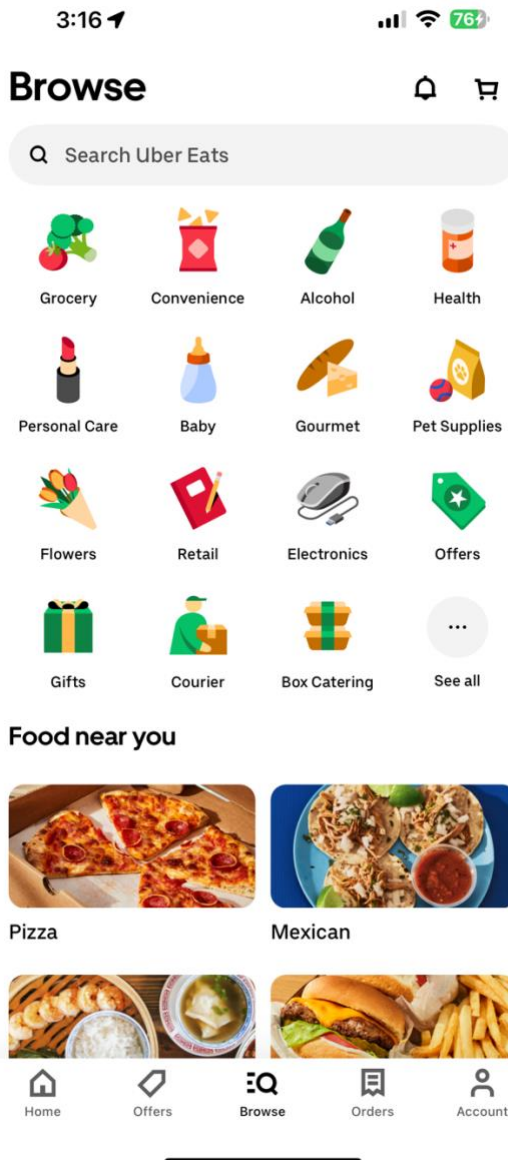 3:16
76
Browse
Search Uber Eats
Grocery
Convenience
Alcohol
Health
Personal Care
Baby
Gourmet
Pet Supplies
Flowers
Retail
Electronics
Offers
Gifts
Courier
Box Catering
See all
Food near you
Pizza
Mexican
Home
Offers
Browse
Orders
Account